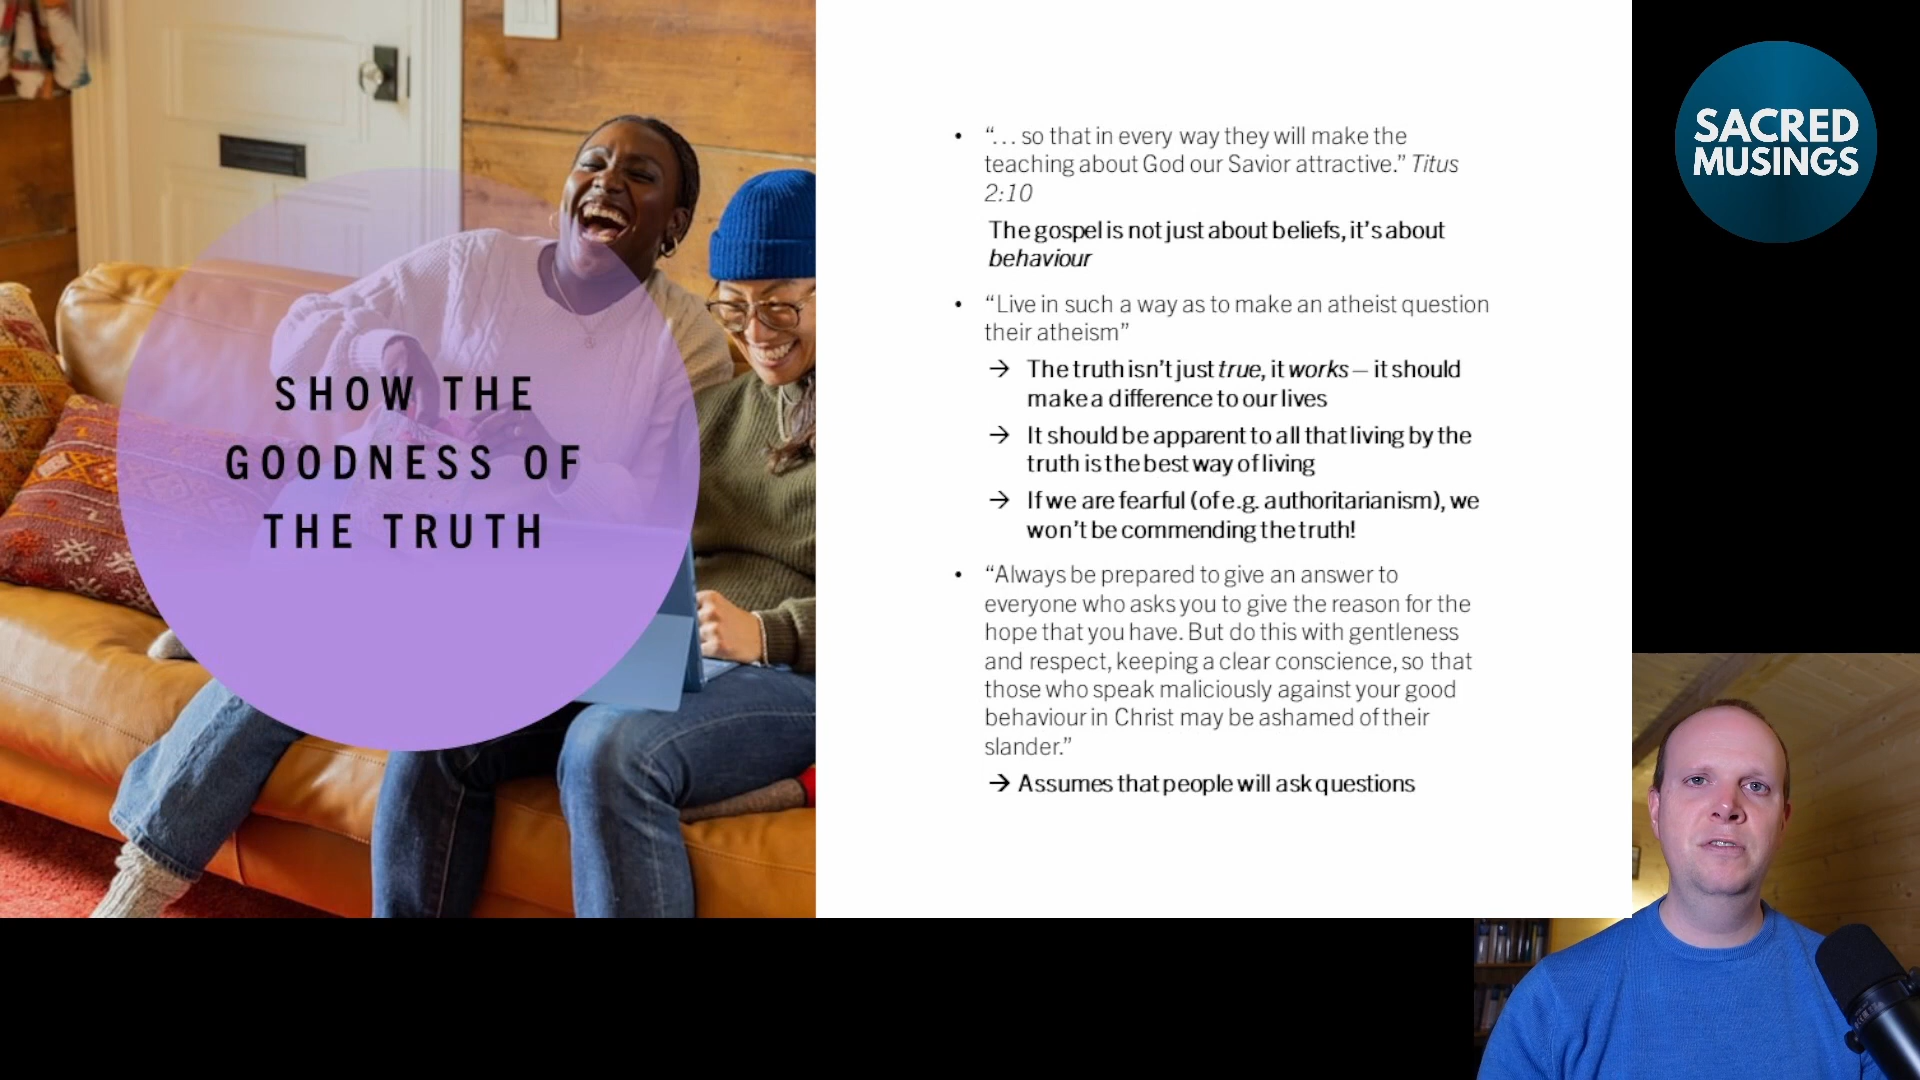 SHOW THE
GOODNESS OF
THE TRUTH
• “… so that in every way they will make the
teaching about God our Savior attractive.” Titus
2:10
The gospel is not just about beliefs, it’s about
behaviour
• “Live in such a way as to make an atheist question
their atheism”
→ The truth isn’t just true, it works – it should
make a difference to our lives
→ It should be apparent to all that living by the
truth is the best way of living
→ If we are fearful (of e.g. authoritarianism), we
won’t be commending the truth!
• “Always be prepared to give an answer to
everyone who asks you to give the reason for the
hope that you have. But do this with gentleness
and respect, keeping a clear conscience, so that
those who speak maliciously against your good
behaviour in Christ may be ashamed of their
slander.”
→ Assumes that people will ask questions
SACRED
MUSINGS